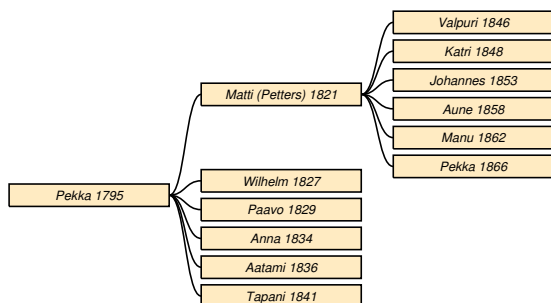 Pekka 1795
Matti (Petters) 1821
Valpuri 1846
Katri 1848
Johannes 1853
Aune 1858
Manu 1862
Pekka 1866
Wilhelm 1827
Paavo 1829
Anna 1834
Aatami 1836
Tapani 1841